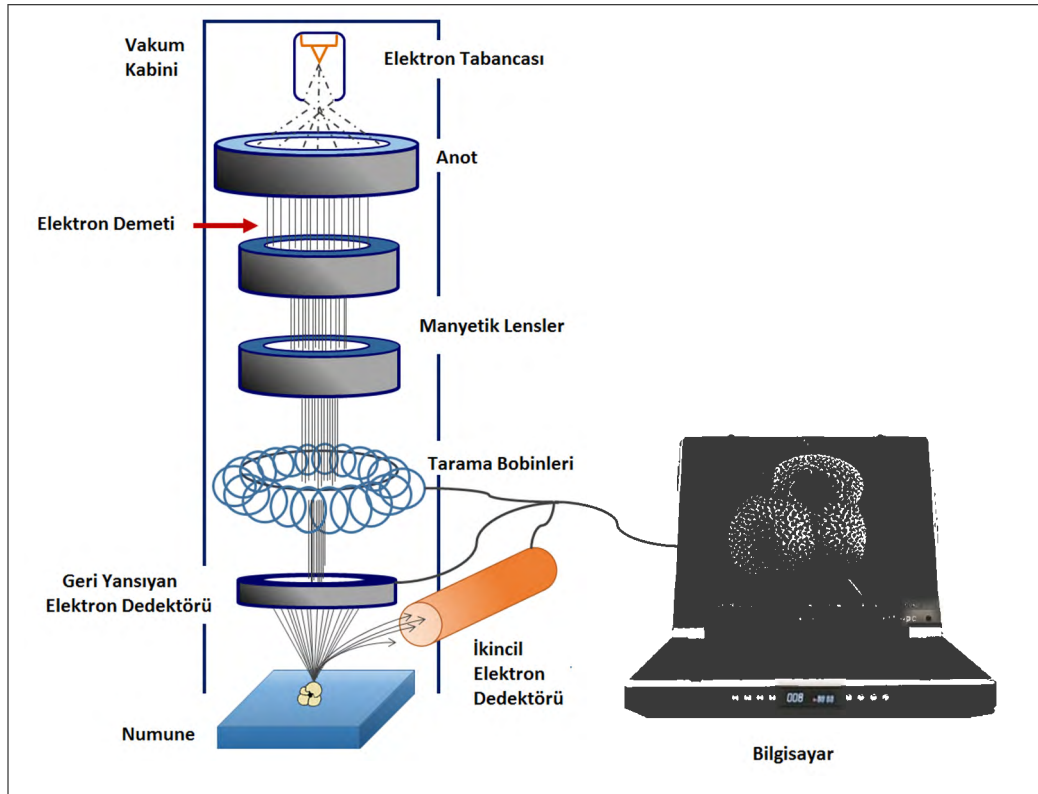 Vakum
Kabini
Elektron Tabancası
Anot
Elektron Demeti
Manyetik Lensler
Tarama Bobinleri
Geri Yansıyan
Elektron Dedektörü
İkincil
Elektron
Dedektörü
Numune
008
Bilgisayar